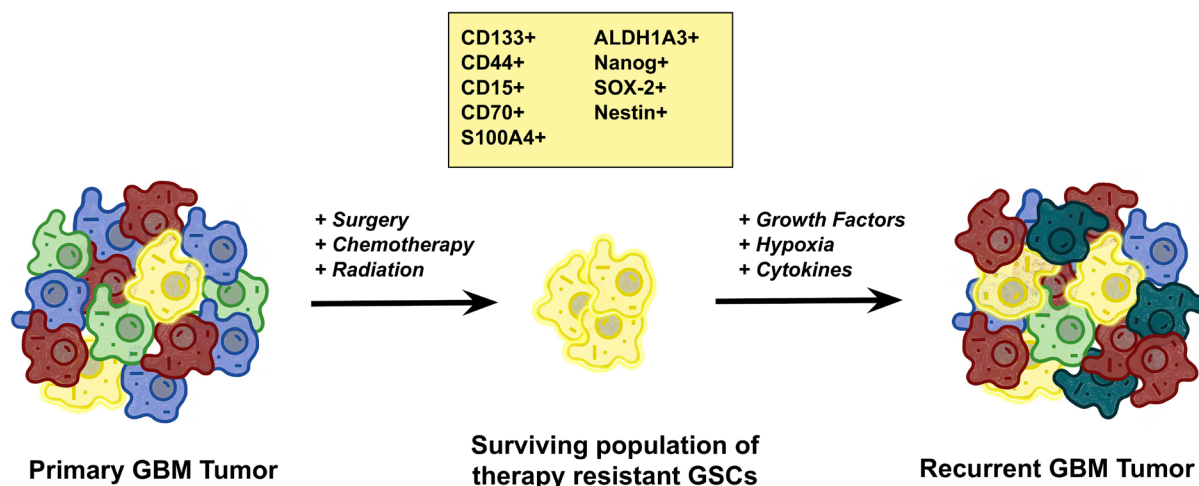 CD133+
CD44+
CD15+
CD70+
S100A4+
ALDH1A3+
Nanog+
SOX-2+
Nestin+
+ Surgery
+ Chemotherapy
+ Radiation
+ Growth Factors
+ Hypoxia
+ Cytokines
Primary GBM Tumor
Surviving population of
therapy resistant GSCs
Recurrent GBM Tumor